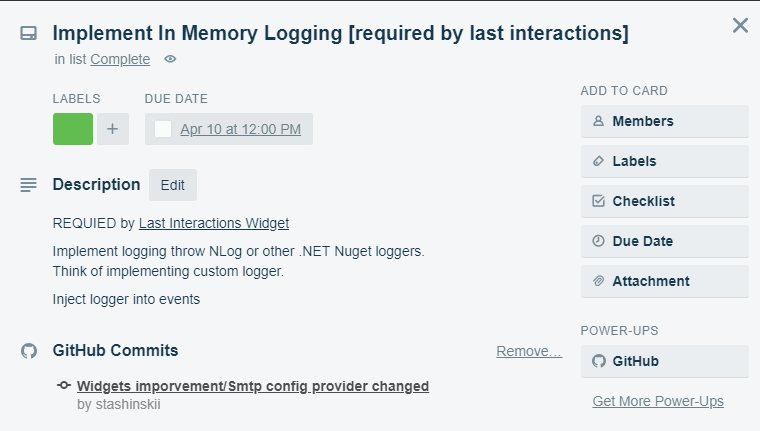 Implement In Memory Logging [required by last interactions]
in list Complete
LABELS
DUE DATE
+
Apr 10 at 12:00 PM
Description
Edit
REQUIED by Last Interactions Widget
Implement logging throw NLog or other .NET Nuget loggers.
Think of implementing custom logger.
Inject logger into events
GitHub Commits
Remove…
Widgets imporvement/Smtp config provider changed
by stashinskii
ADD TO CARD
Members
Labels
Checklist
Due Date
Attachment
POWER-UPS
GitHub
Get More Power-Ups